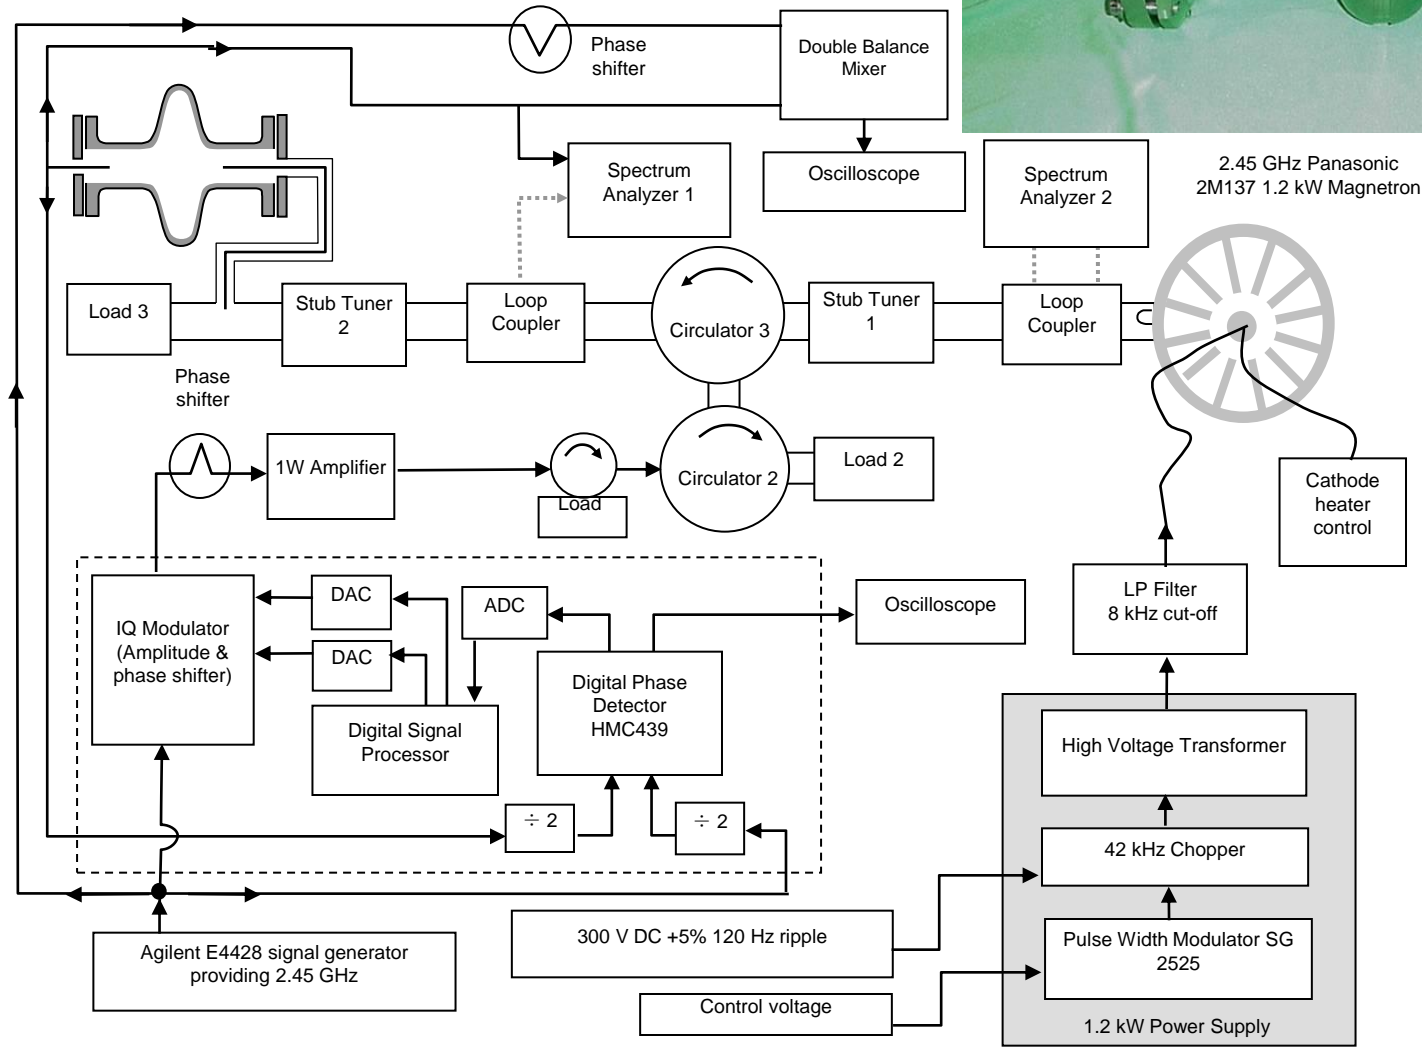 Phase
shifter
Double Balance
Mixer
Spectrum
Analyzer 1
Oscilloscope
Spectrum
Analyzer 2
2.45 GHz Panasonic
2M137 1.2 kW Magnetron
Load 3
Stub Tuner
2
Loop
Coupler
Circulator 3
Stub Tuner
1
Loop
Coupler
Phase
shifter
1W Amplifier
Load
Circulator 2
Load 2
Cathode
heater
control
IQ Modulator
(Amplitude &
phase shifter)
DAC
DAC
ADC
Digital Signal
Processor
Digital Phase
Detector
HMC439
Oscilloscope
LP Filter
8 kHz cut-off
÷ 2
÷ 2
High Voltage Transformer
42 kHz Chopper
Pulse Width Modulator SG
2525
1.2 kW Power Supply
Agilent E4428 signal generator
providing 2.45 GHz
300 V DC +5% 120 Hz ripple
Control voltage